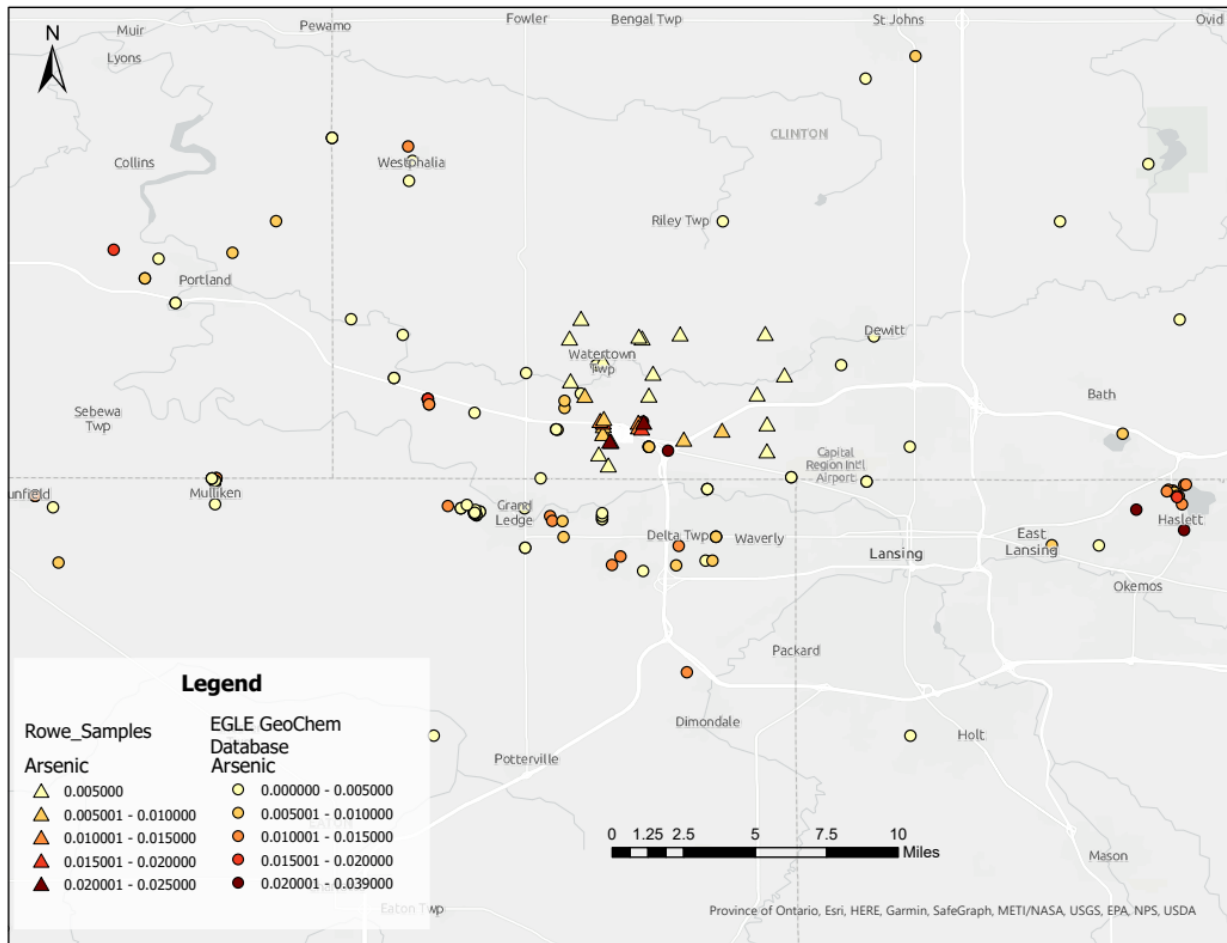 Fowler
Bengal Twp
St Johns
Ovid
Muir
Pewamo
N
Lyons
CLINTON
Collins
Westphalia
Riley Twp
Portland
Dewitt
Watertown
Twp
Sebewa
Twp
Bath
Capital
Region Int'l
Airport
unfield
Mulliken
Grand
Ledge
Haslett
Delta Twp
Waverly
East
Lansing
Lansing
Okemos
Packard
Legend
Dimondale
Rowe_Samples
EGLE GeoChem
Database
Holt
Arsenic
Arsenic
Potterville
0.005000
0.000000 - 0.005000
0.005001 - 0.010000
0.005001 - 0.010000
0.010001 - 0.015000
0.010001 - 0.015000
0.015001 - 0.020000
0.015001 - 0.020000
0.020001 - 0.025000
0.020001 - 0.039000
0 1.25 2.5 5 7.5 10
Miles
Mason
Eaton Twp
Province of Ontario, Esri, HERE, Garmin, SafeGraph, METI/NASA, USGS, EPA, NPS, USDA